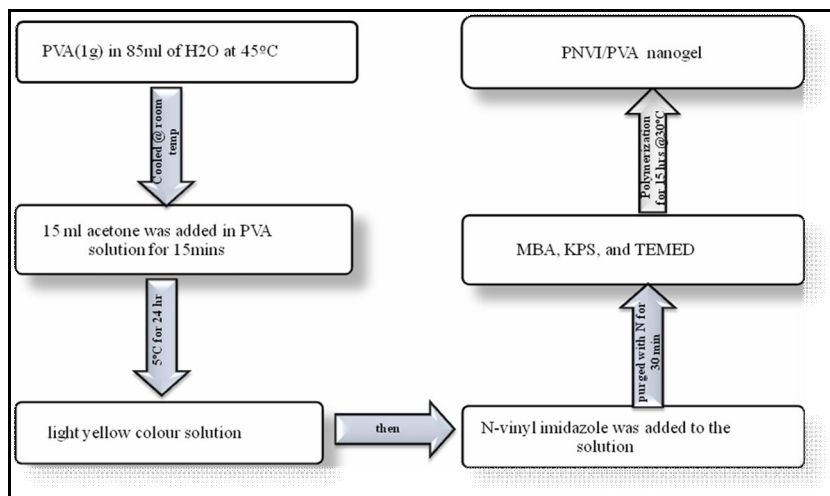 PVA(1g) in 85ml of H2O at 45ºC
Cooled @ room
temp
15 ml acetone was added in PVA
solution for 15mins
5ºC for 24 hr
light yellow colour solution
then
N-vinyl imidazole was added to the
solution
purged with N for
30 min
MBA, KPS, and TEMED
Polymerization
for 15 hrs @30ºC
PNVI/PVA nanogel